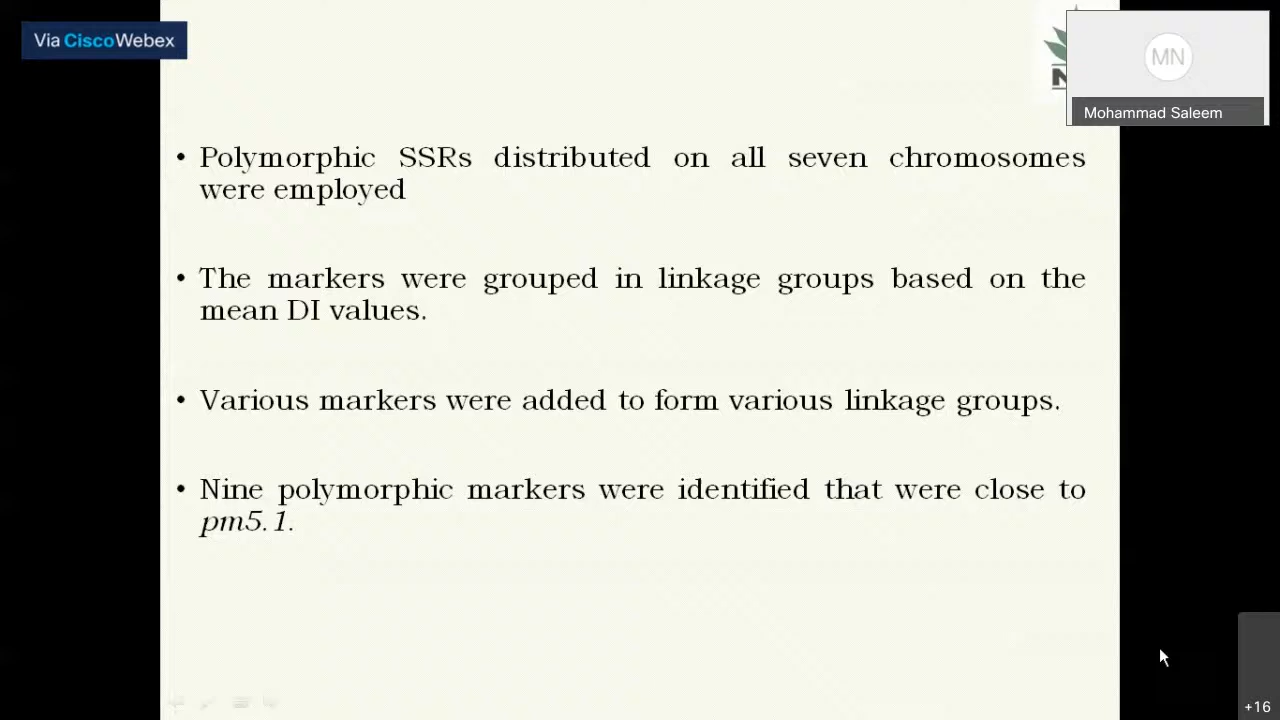 Via Cisco Webex
MN
Mohammad Saleem
• Polymorphic SSRs distributed on all seven chromosomes
were employed
• The markers were grouped in linkage groups based on the
mean DI values.
• Various markers were added to form various linkage groups.
• Nine polymorphic markers were identified that were close to
pm5.1.
+16